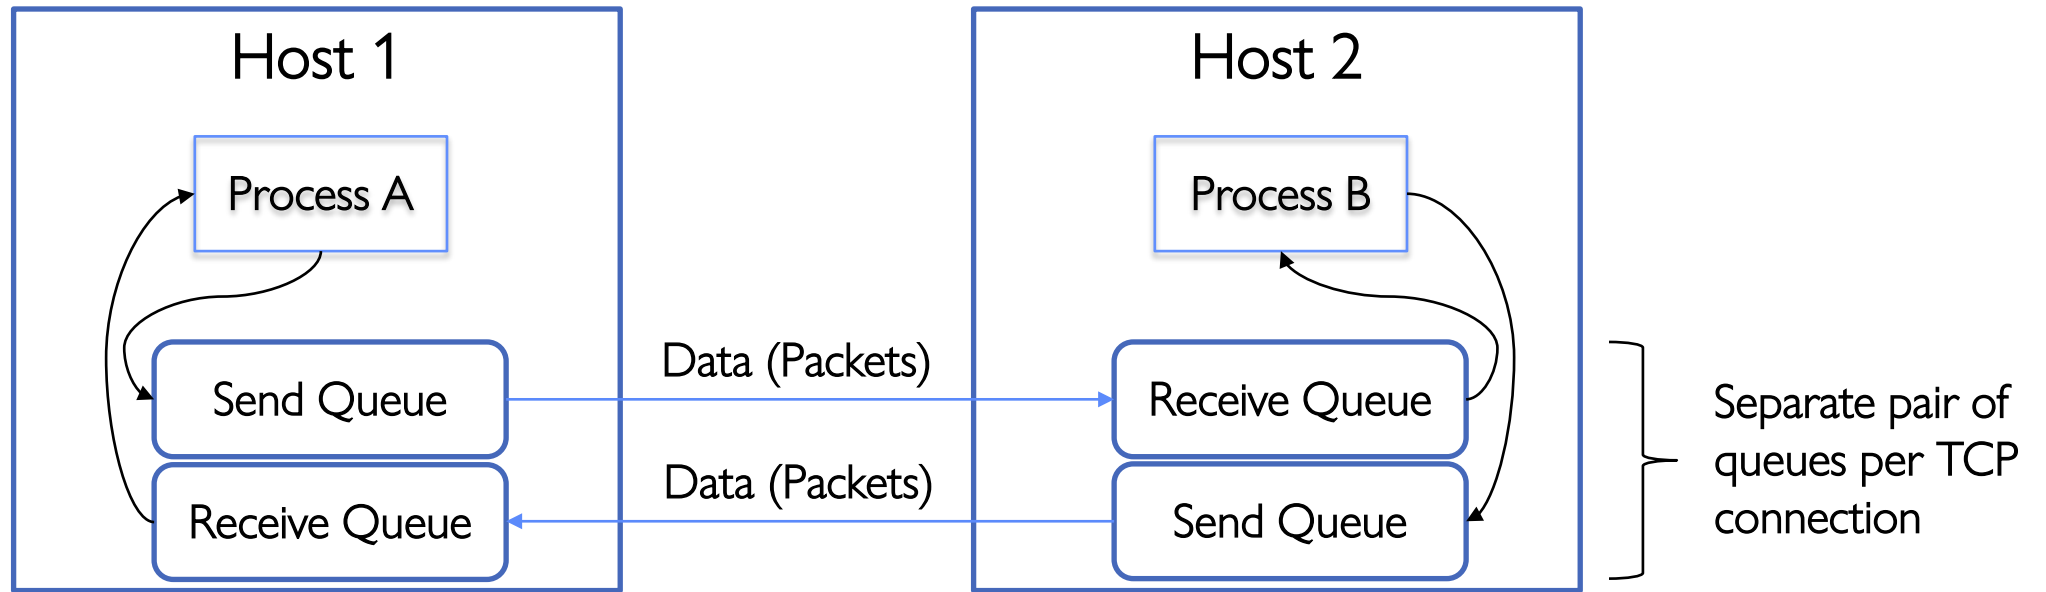 Host 1
Process A
Send Queue
Receive Queue
Data (Packets)
Data (Packets)
Host 2
Process B
Receive Queue
Send Queue
Separate pair of
queues per TCP
connection